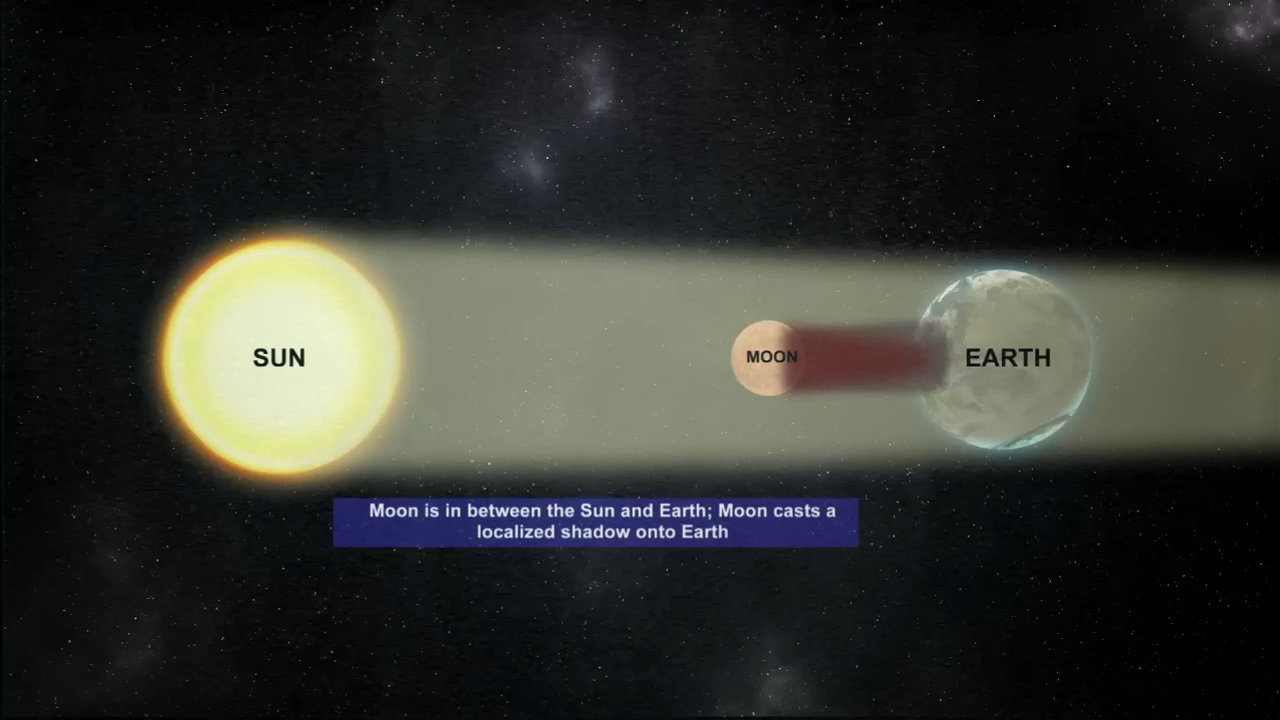 SUN
MOON
EARTH
Moon is in between the Sun and Earth; Moon casts a
localized shadow onto Earth